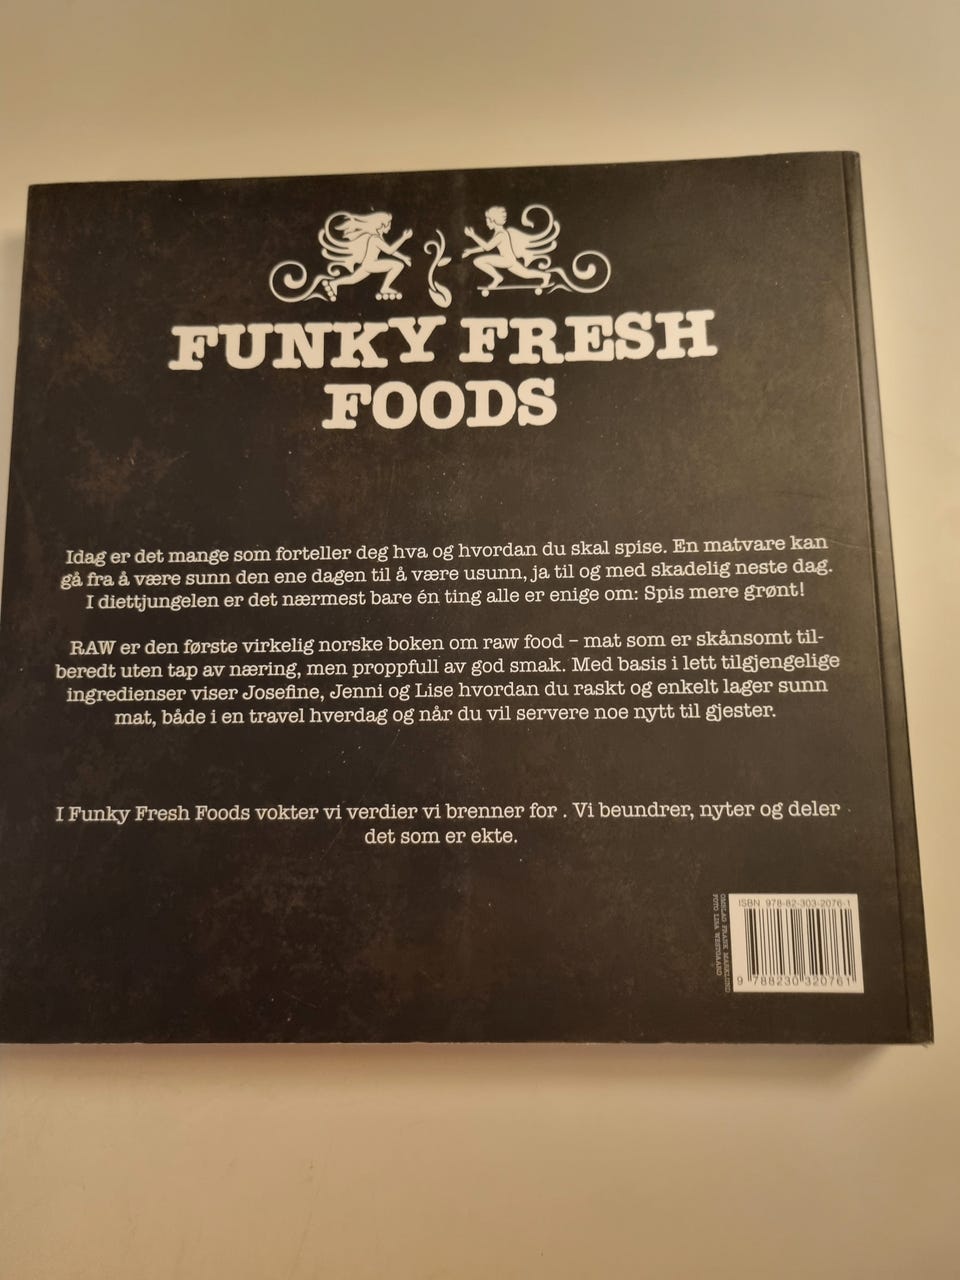 FUNKY FRESH
FOODS
Idag er det mange som forteller deg hva og hvordan du skal spise. En matvare kan
gå fra å være sunn den ene dagen til å være usunn, ja til og med skadelig neste dag.
I diettjungelen er det nærmest bare én ting alle er enige om: Spis mere grønt!
RAW er den første virkelig norske boken om raw food – mat som er skånsomt til-
beredt uten tap av næring, men proppfull av god smak. Med basis i lett tilgjengelige
ingredienser viser Josefine, Jenni og Lise hvordan du raskt og enkelt lager sunn
mat, både i en travel hverdag og når du vil servere noe nytt til gjester.
I Funky Fresh Foods vokter vi verdier vi brenner for . Vi beundrer, nyter og deler
det som er ekte.
OMSLAG FRANK MARKLUND
FOTO LISA WESTGAARD
ISBN 978-82-303-2076-1
9 788230 320761